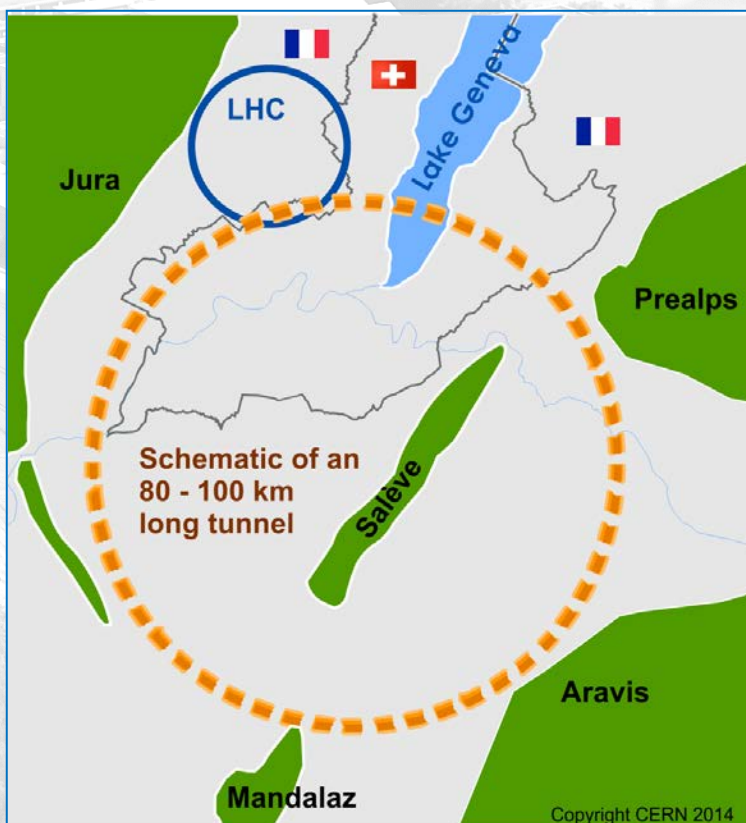 LHC
Lake Geneva
Jura
Prealps
Schematic of an
80 - 100 km
long tunnel
Salève
Aravis
Mandalaz
Copyright CERN 2014